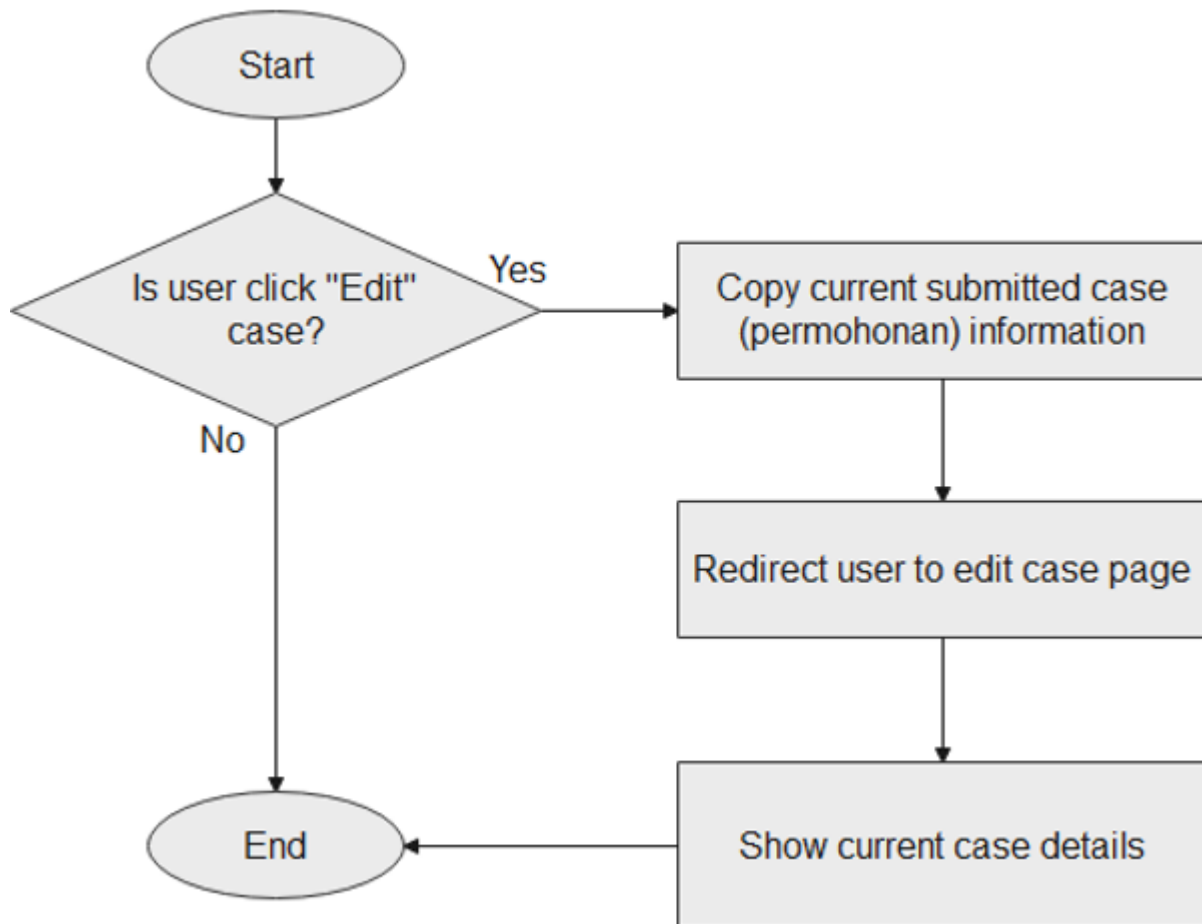 Start
Is user click "Edit"
case?
Yes
No
Copy current submitted case
(permohonan) information
Redirect user to edit case page
Show current case details
End